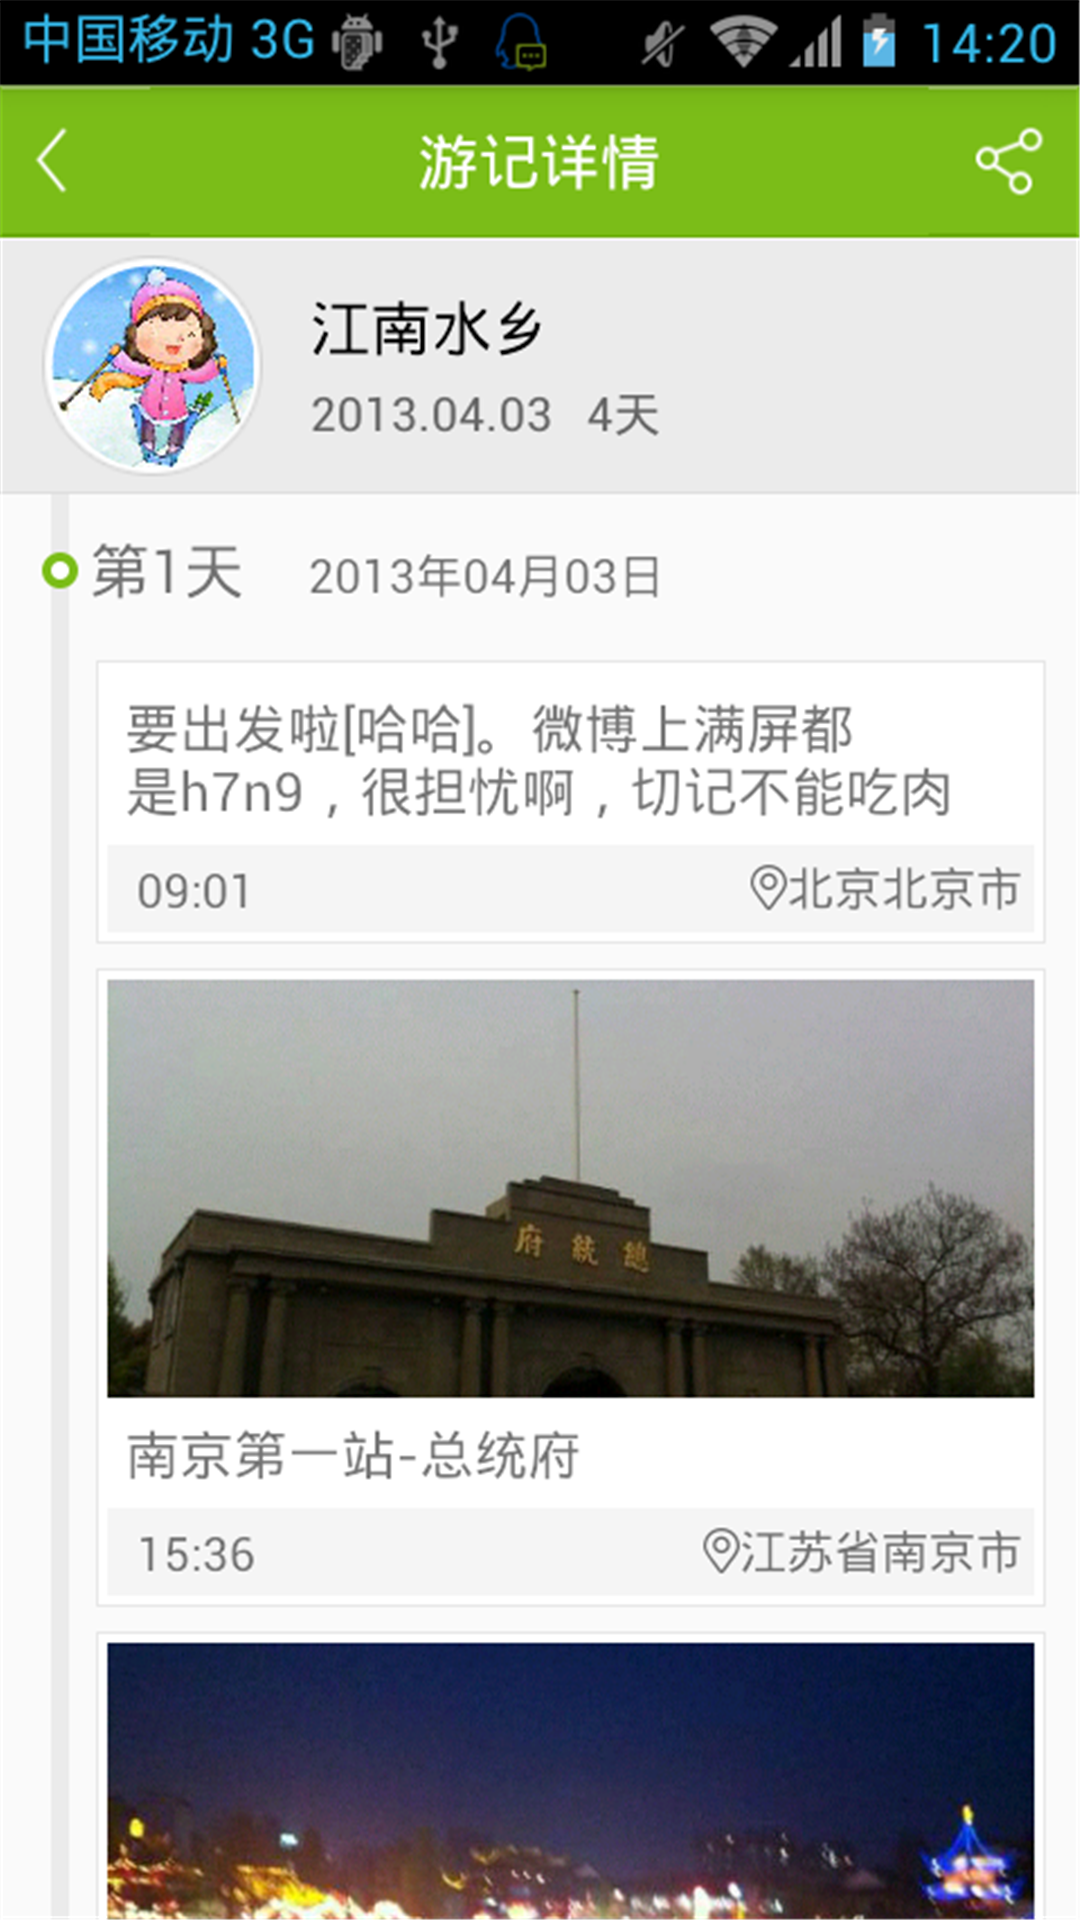 中国移动 3G
14:20
游记详情
江南水乡
2013.04.03 4天
第1天 2013年04月03日
要出发啦[哈哈]。微博上满屏都
是h7n9，很担忧啊，切记不能吃肉
09:01 北京北京市
府統總
南京第一站-总统府
15:36 江苏省南京市